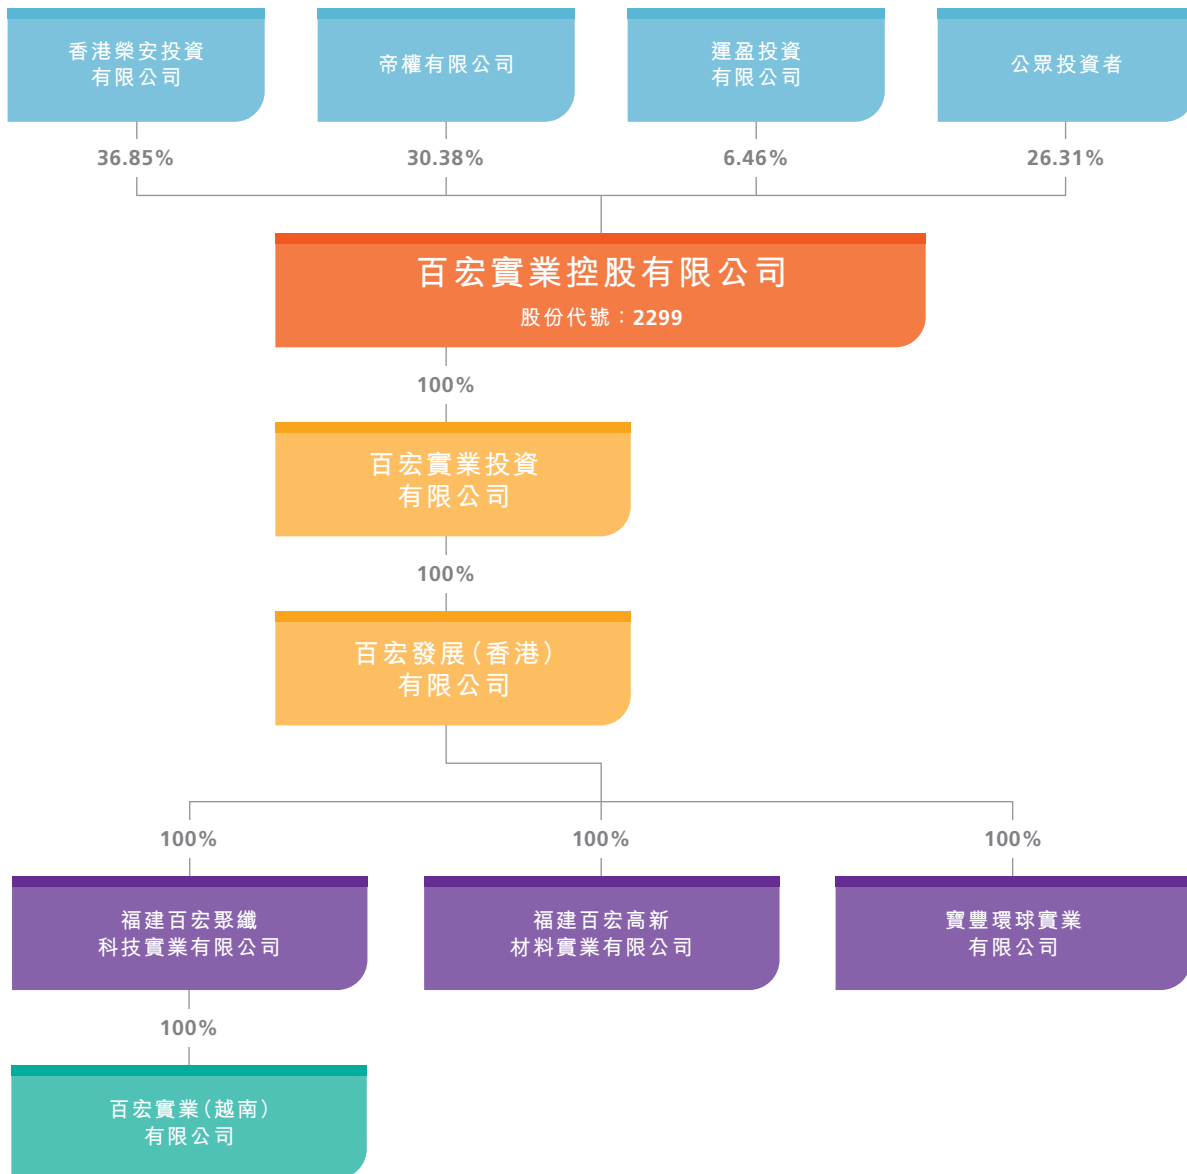 香港榮安投資
有限公司
帝權有限公司
運盈投資
有限公司
公眾投資者
36.85%
30.38%
6.46%
26.31%
百宏實業控股有限公司
股份代號：2299
100%
百宏實業投資
有限公司
100%
百宏發展（香港）
有限公司
100%
100%
100%
福建百宏聚纖
科技實業有限公司
福建百宏高新
材料實業有限公司
寶豐環球實業
有限公司
100%
百宏實業（越南）
有限公司